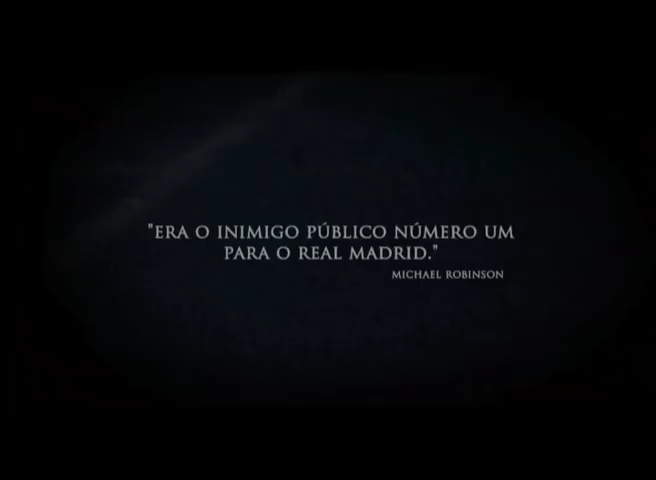 "ERA O INIMIGO PÚBLICO NÚMERO UM
PARA O REAL MADRID."
MICHAEL ROBINSON